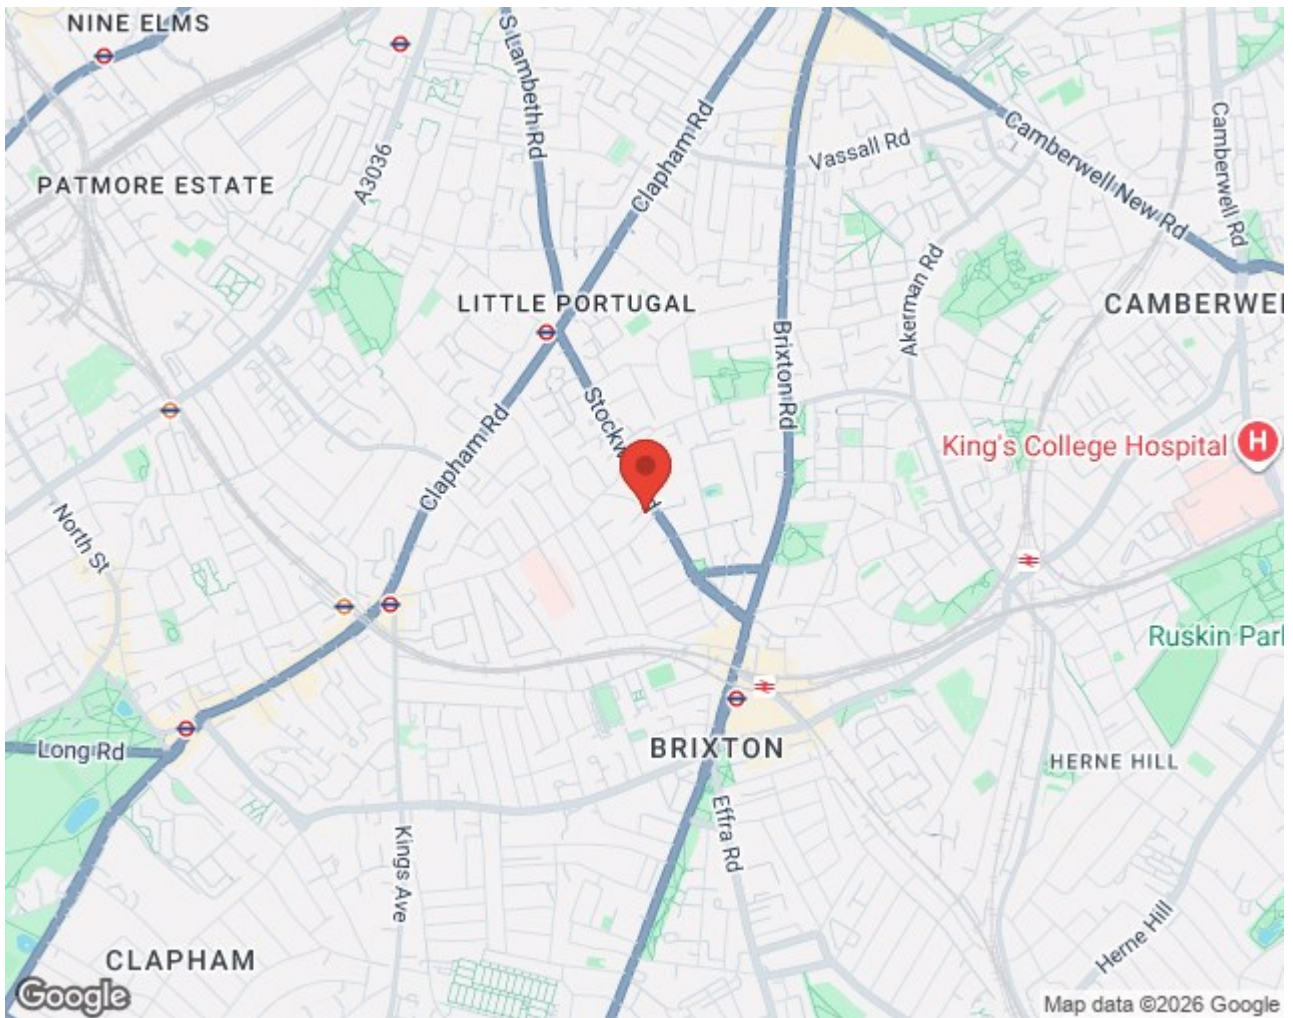 NINE ELMS
S Lambeth Rd
Clapham Rd
Vassall Rd
Camberwell New Rd
Camberwell Rd
PATMORE ESTATE
A3036
Akerman Rd
LITTLE PORTUGAL
CAMBERWE
Brixton Rd
Stockw
d
Clapham Rd
King's College Hospital
H
North St
Ruskin Par
Long Rd
BRIXTON
HERNE HILL
Effra Rd
Kings Ave
Herne Hill
CLAPHAM
Google
Map data ©2026 Google